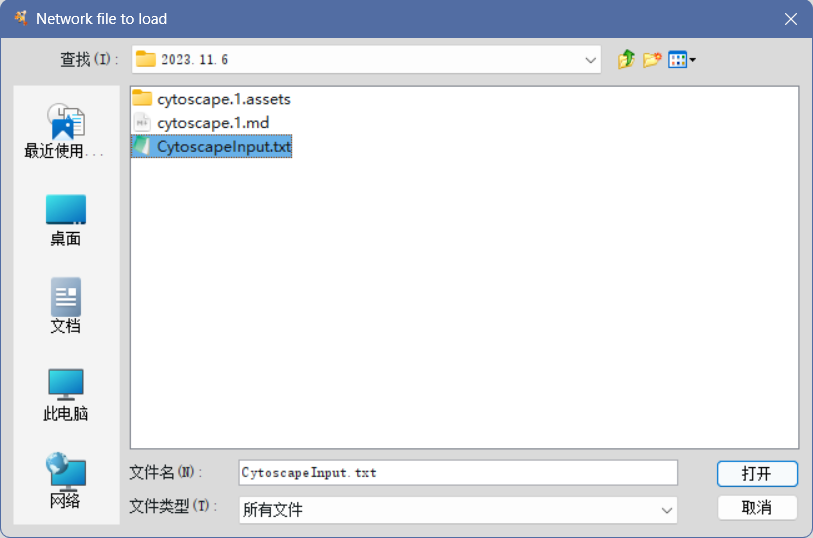 Network file to load
查找(I):
2023.11.6
cytoscape.1.assets
cytoscape.1.md
CytoscapeInput.txt
最近使用...
桌面
文档
此电脑
网络
文件名(N):
CytoscapeInput.txt
打开
文件类型(T):
所有文件
取消